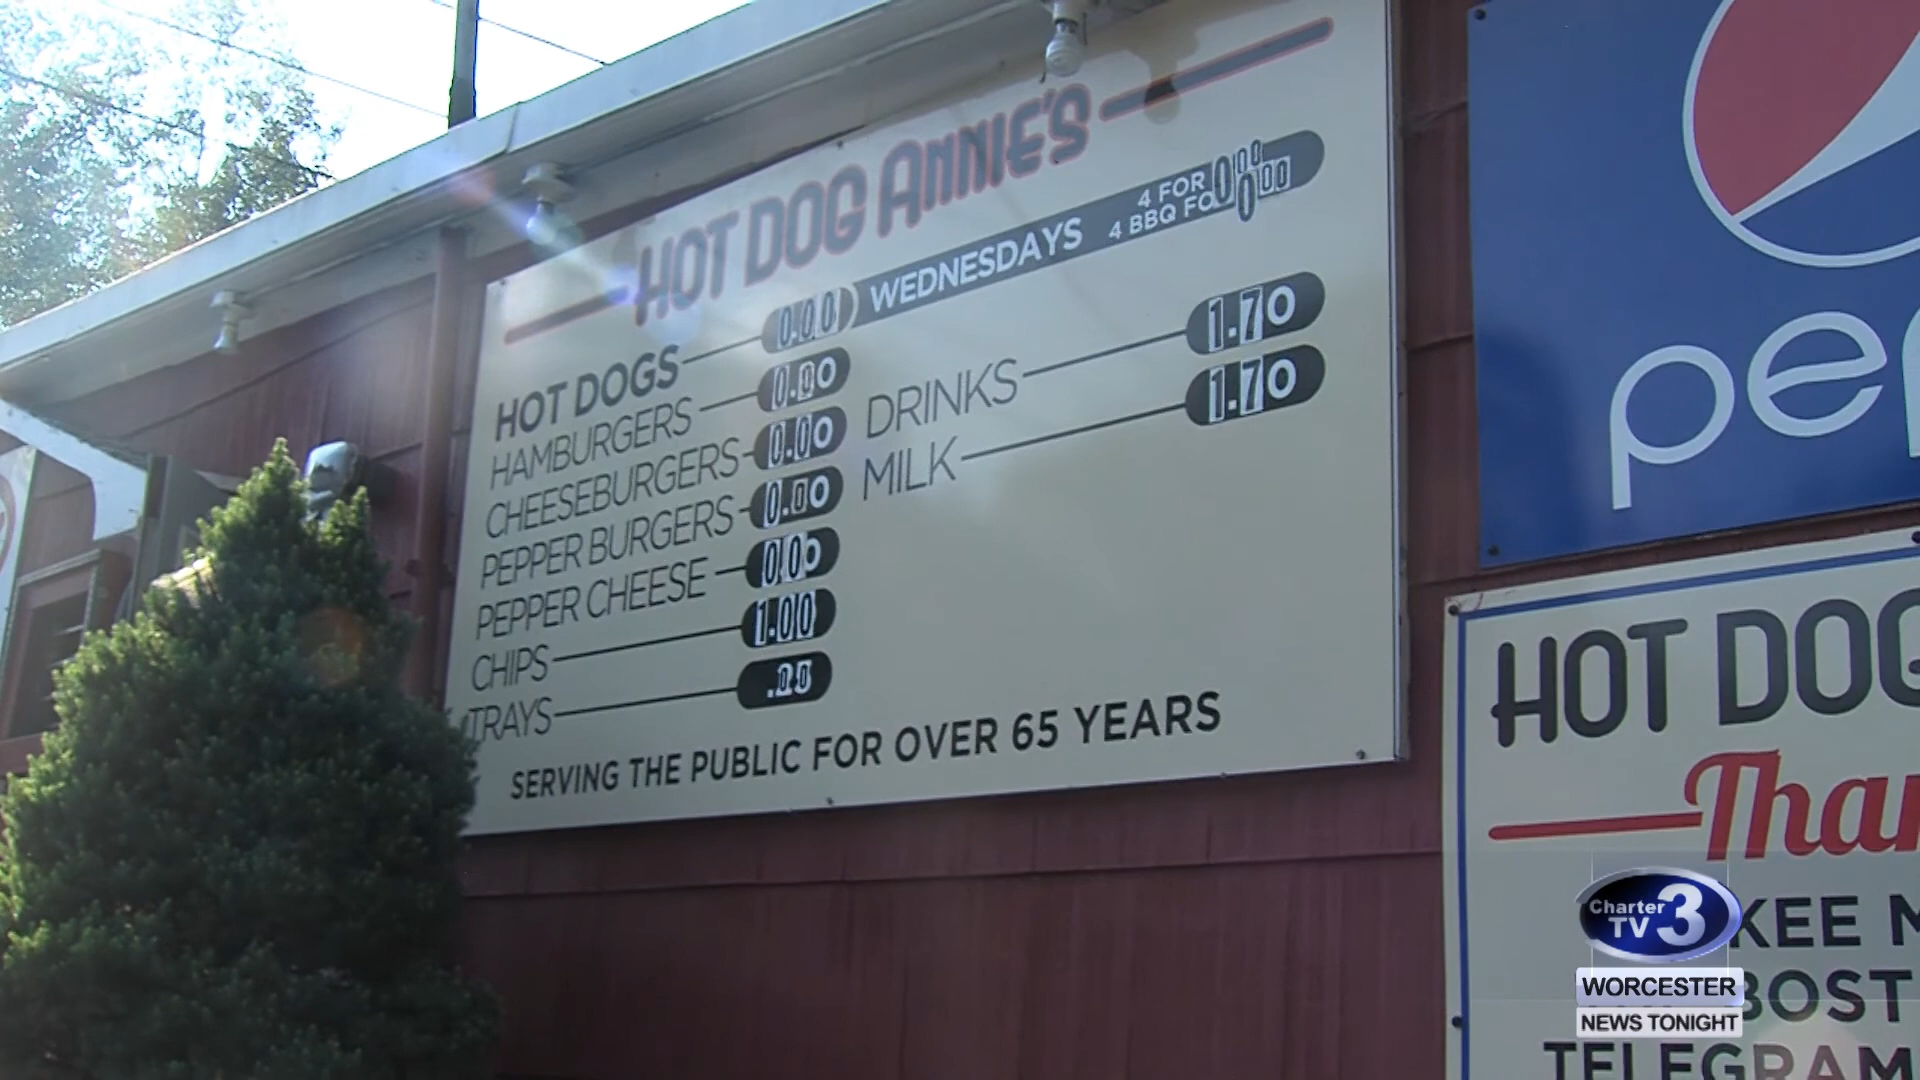 HOT DOG ANNIE'S
HOT DOGS 0.00 WEDNESDAYS 4 FOR
4 BBQ FO
HAMBURGERS 0.00
CHEESEBURGERS 0.00
PEPPER BURGERS 0.00
PEPPER CHEESE
CHIPS 1.00
TRAYS
DRINKS 1.70
MILK 1.70
SERVING THE PUBLIC FOR OVER 65 YEARS
pe
HOT DOG
Than
KEE M
BOST
TELEGRAM
Charter
TV 3
WORCESTER
NEWS TONIGHT